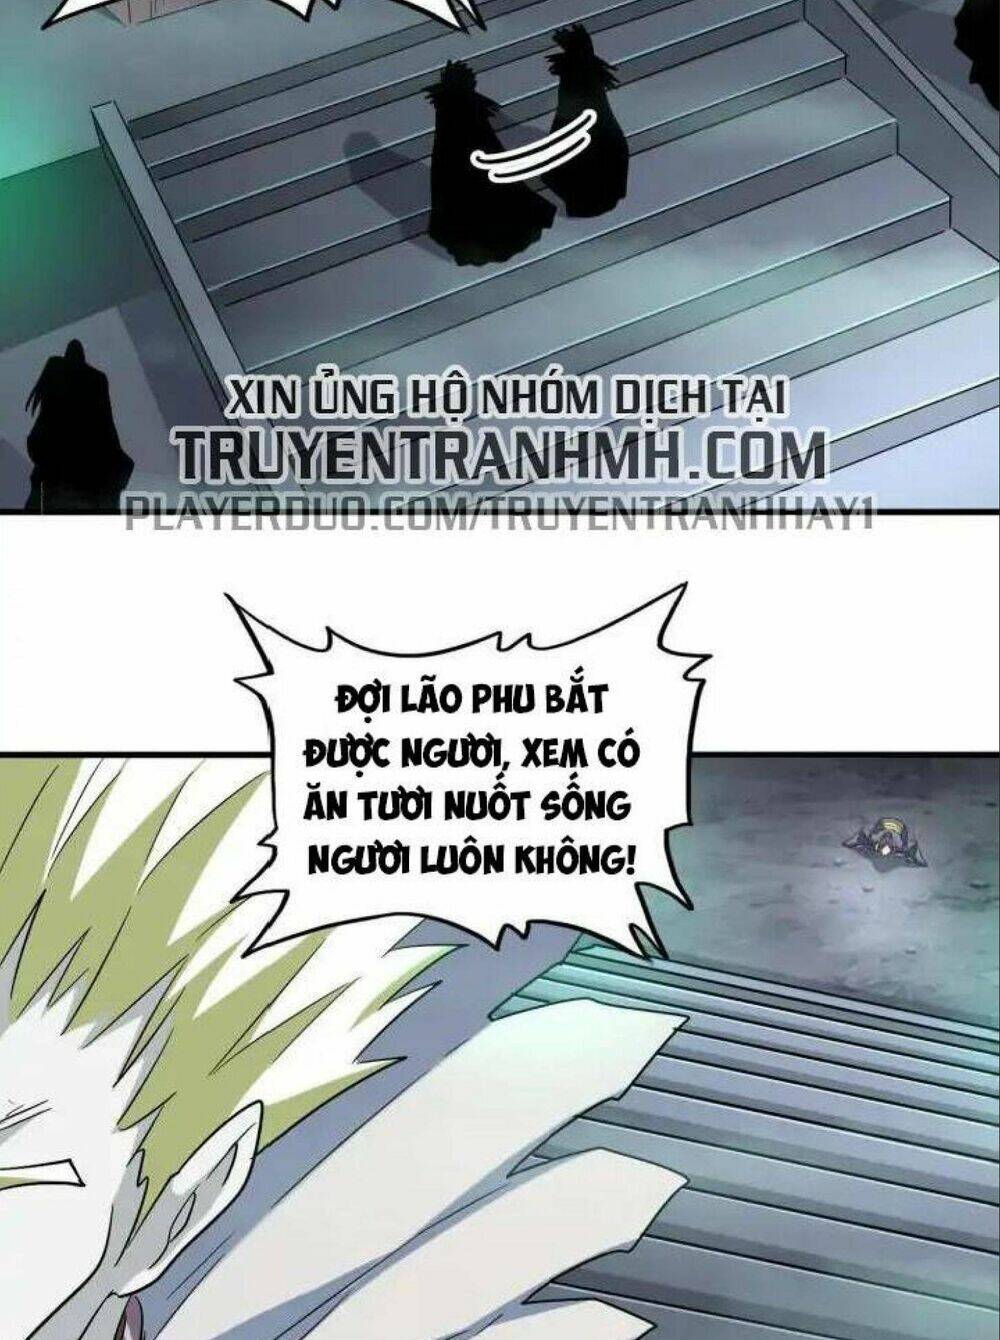 XIN ỦNG HỘ NHÓM DỊCH TẠI
TRUYENTRANHMH.COM
PLAYERDUO.COM/TRUYENTRANHHAY1
ĐỢI LÃO PHU BẮT
ĐƯỢC NGƯƠI, XEM CÓ
ĂN TƯƠI NUỐT SỐNG
NGƯƠI LUÔN KHÔNG!